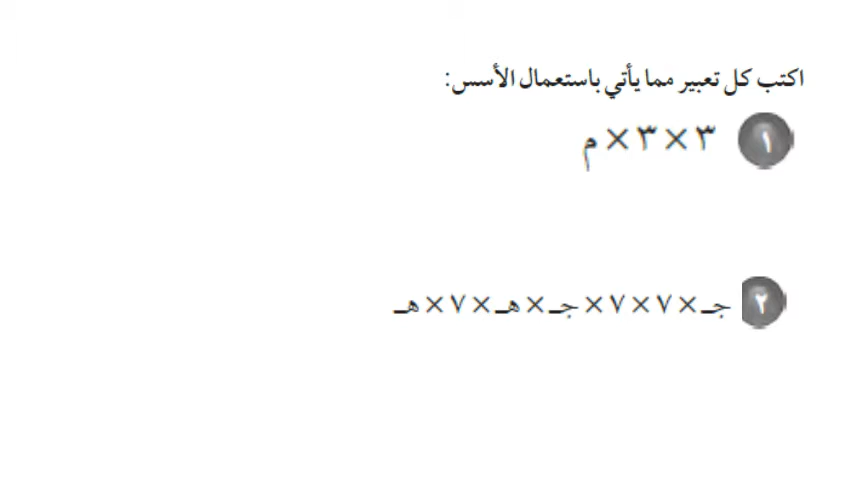 اكتب كل تعبير مما يأتي باستعمال الأسس:
١ ٣ × ٣ × م
٢ جـ × ٧ × ٧ × جـ × هـ × ٧ × هـ